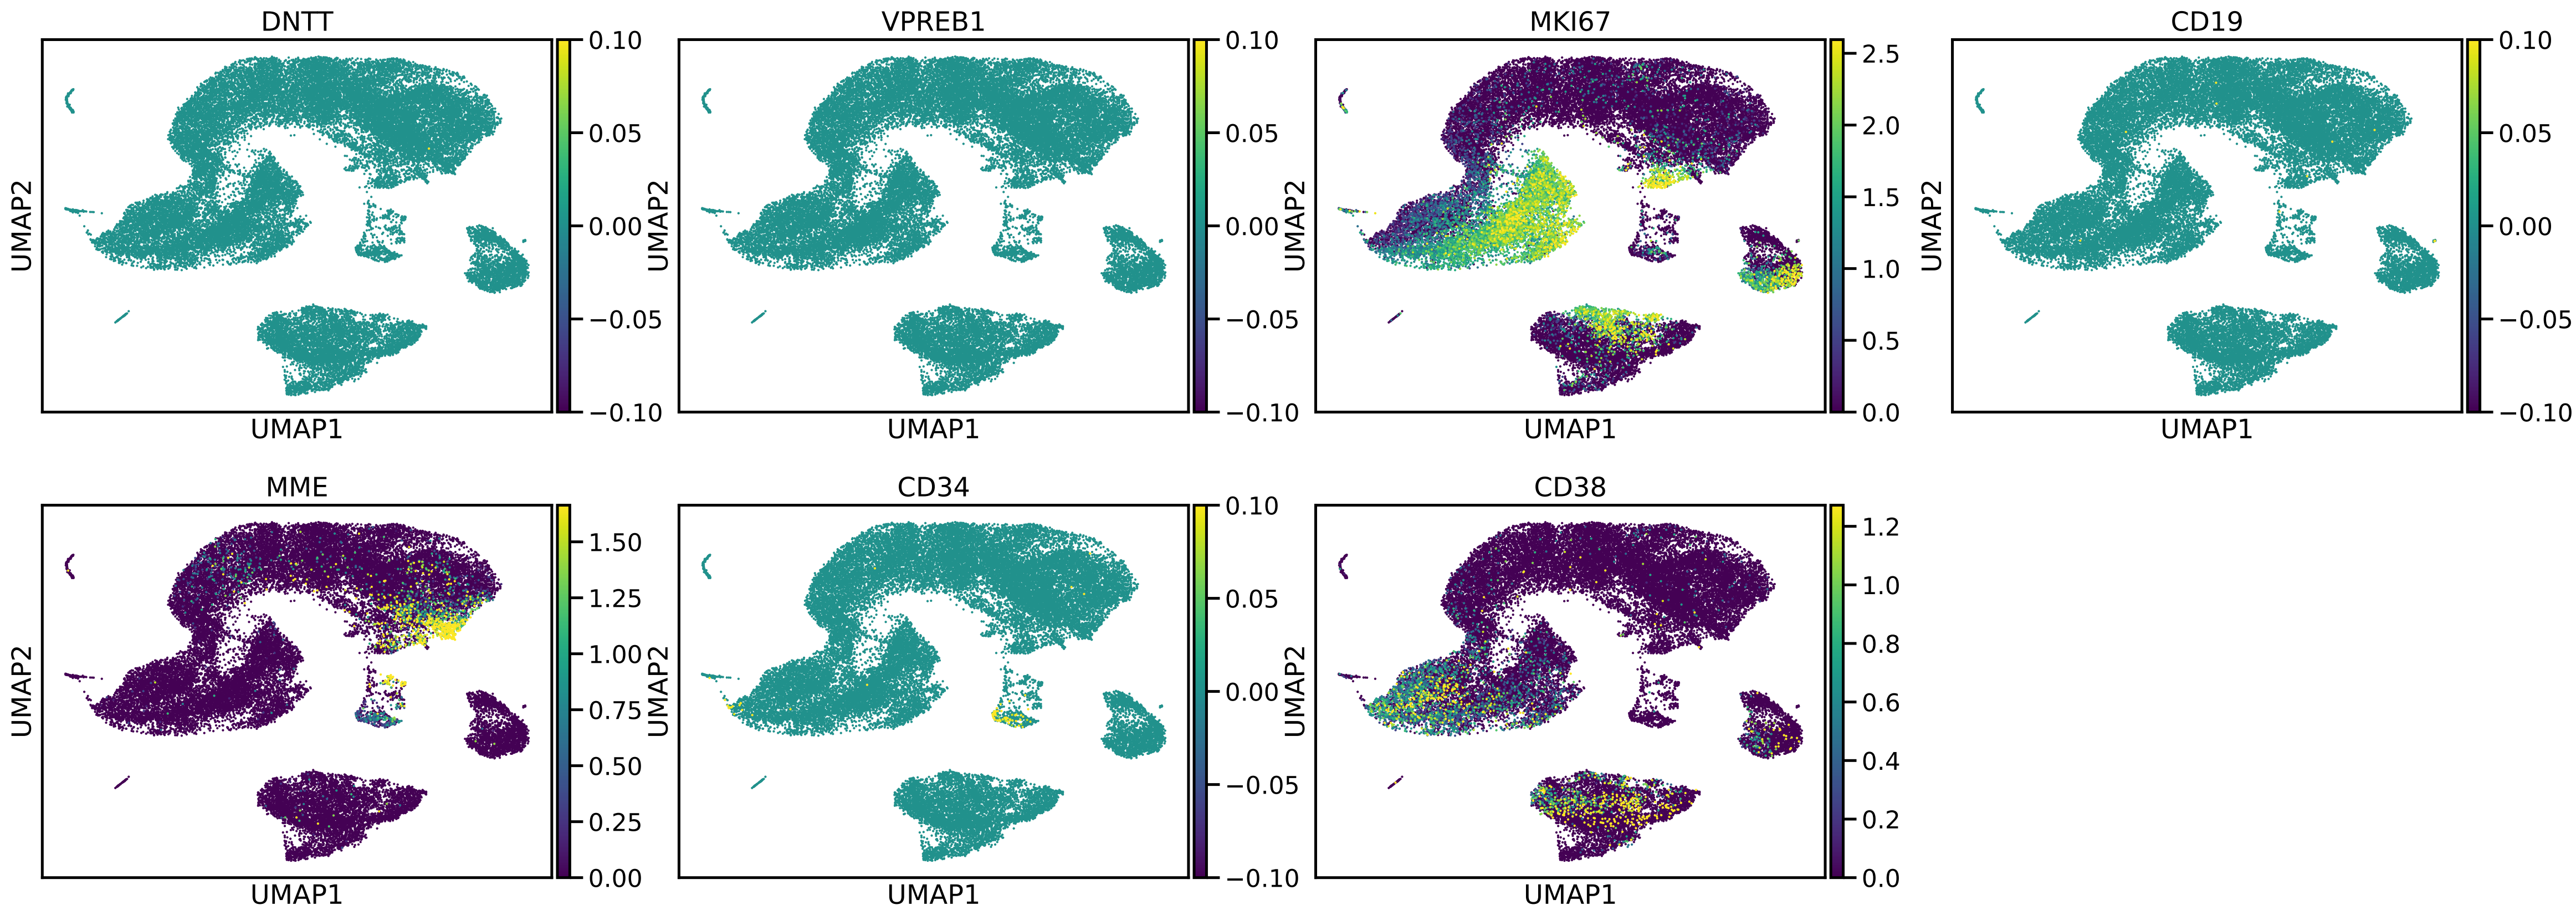 DNTT
VPREB1
MKI67
CD19
0.10
0.05
0.00
−0.05
−0.10
0.10
0.05
0.00
−0.05
−0.10
2.5
2.0
1.5
1.0
0.5
0.0
0.10
0.05
0.00
−0.05
−0.10
UMAP2
UMAP2
UMAP2
UMAP2
UMAP1
UMAP1
UMAP1
UMAP1
MME
CD34
CD38
1.50
1.25
1.00
0.75
0.50
0.25
0.00
0.10
0.05
0.00
−0.05
−0.10
1.2
1.0
0.8
0.6
0.4
0.2
0.0
UMAP2
UMAP2
UMAP2
UMAP1
UMAP1
UMAP1